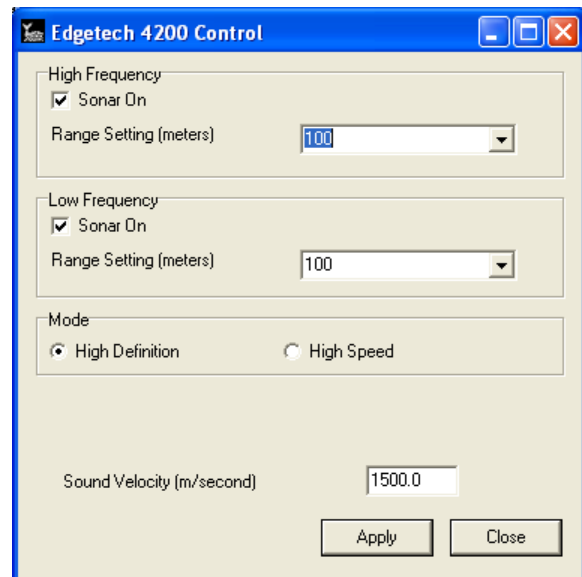 Edgetech 4200 Control
High Frequency
Sonar On
Range Setting (meters) 100
Low Frequency
Sonar On
Range Setting (meters) 100
Mode
High Definition High Speed
Sound Velocity (m/second) 1500.0
Apply Close